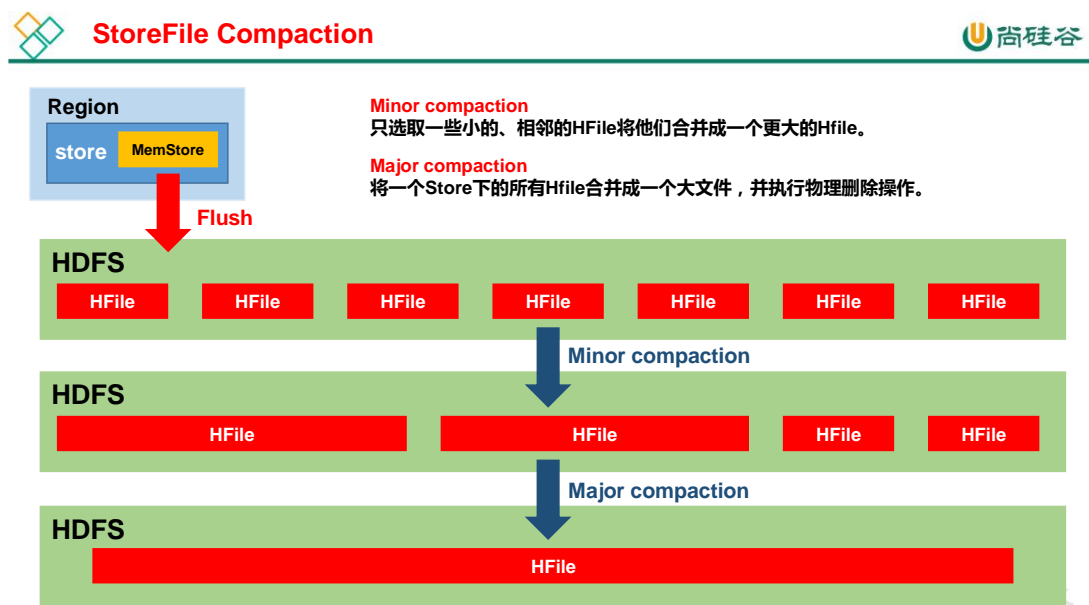 StoreFile Compaction
尚硅谷
Region
store
MemStore
Minor compaction
只选取一些小的、相邻的HFile将他们合并成一个更大的Hfile。
Major compaction
将一个Store下的所有Hfile合并成一个大文件，并执行物理删除操作。
Flush
HDFS
HFile HFile HFile HFile HFile HFile HFile
Minor compaction
HDFS
HFile HFile HFile HFile
Major compaction
HDFS
HFile